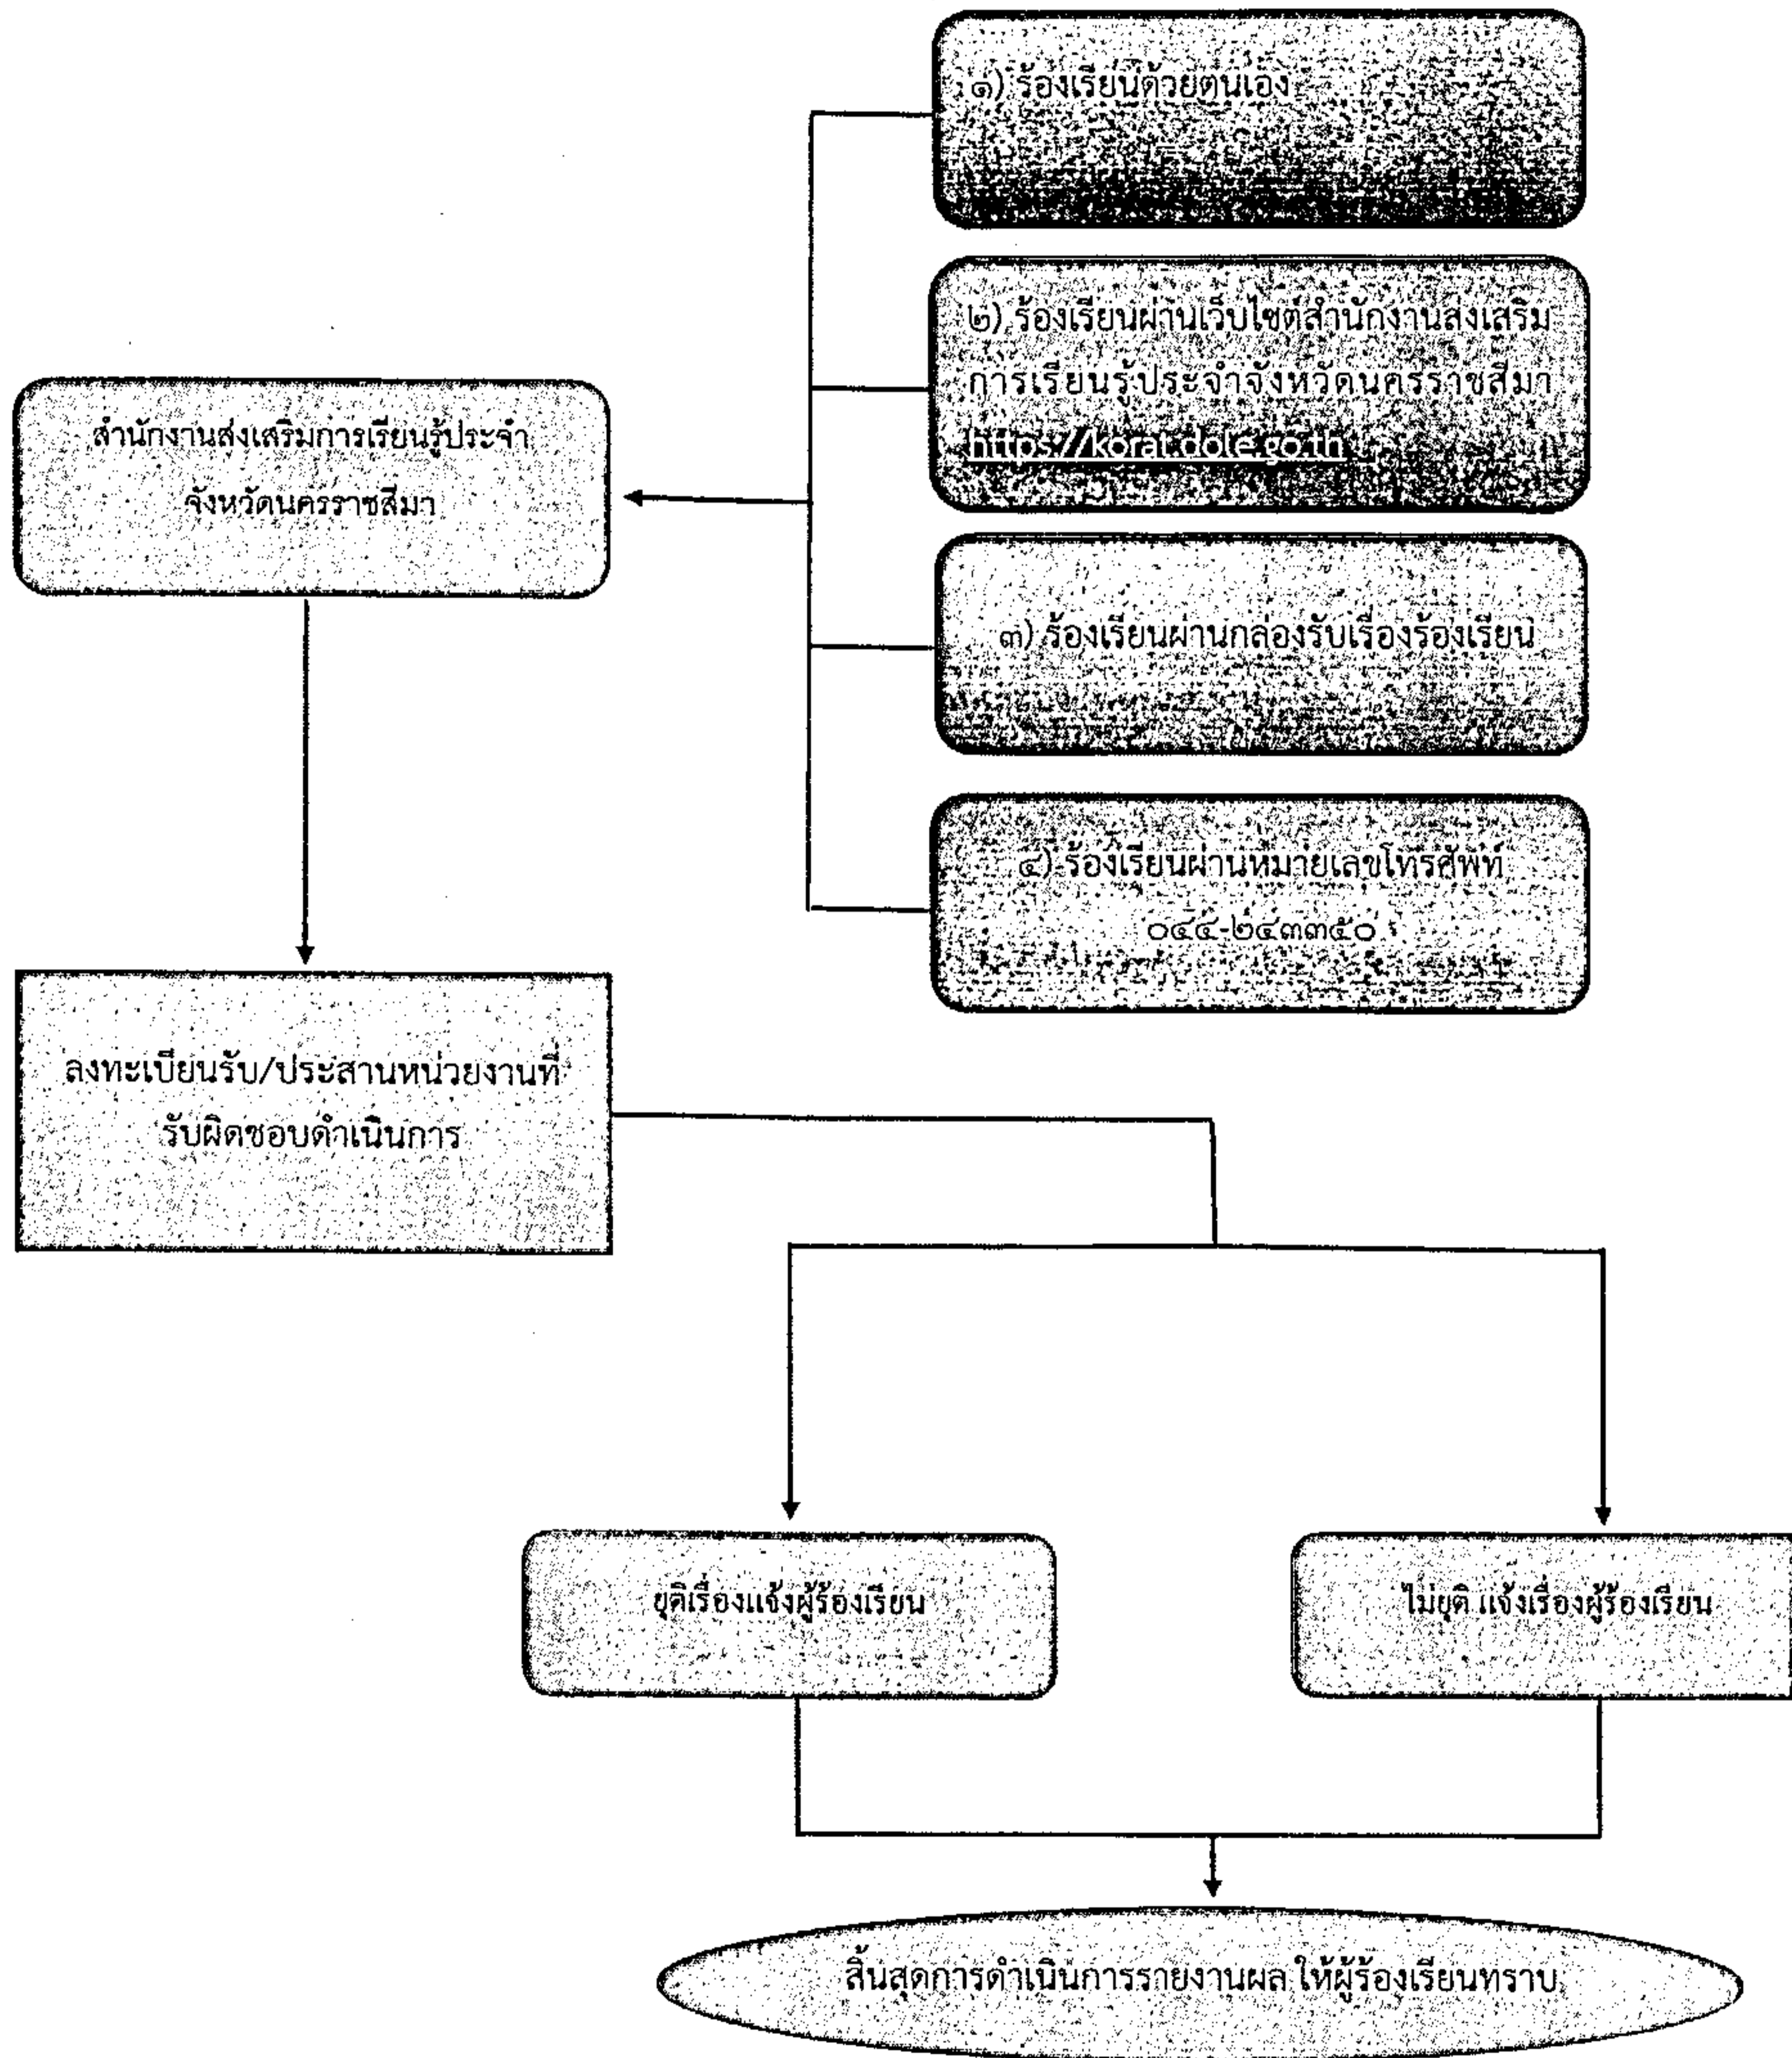 ๑) ร้องเรียนด้วยตนเอง
๒) ร้องเรียนผ่านเว็บไซต์สำนักงานส่งเสริม
การเรียนรู้ประจำจังหวัดนครราชสีมา
https://korat.dole.go.th
สำนักงานส่งเสริมการเรียนรู้ประจำ
จังหวัดนครราชสีมา
๓) ร้องเรียนผ่านกล่องรับเรื่องร้องเรียน
๔) ร้องเรียนผ่านหมายเลขโทรศัพท์
๐๔๔-๒๔๓๓๕๐
ลงทะเบียนรับ/ประสานหน่วยงานที่
รับผิดชอบดำเนินการ
ยุติเรื่องแจ้งผู้ร้องเรียน
ไม่ยุติ แจ้งเรื่องผู้ร้องเรียน
สิ้นสุดการดำเนินการรายงานผล ให้ผู้ร้องเรียนทราบ